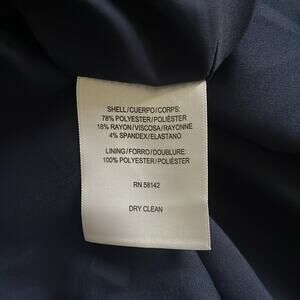 SHELL/CUERPO/CORPS:
78% POLYESTER/POLIÉSTER
18% RAYON/VISCOSA/RAYONNE
4% SPANDEX/ELASTANO
LINING/FORRO/DOUBLURE:
100% POLYESTER/POLIÉSTER
RN 58142
DRY CLEAN